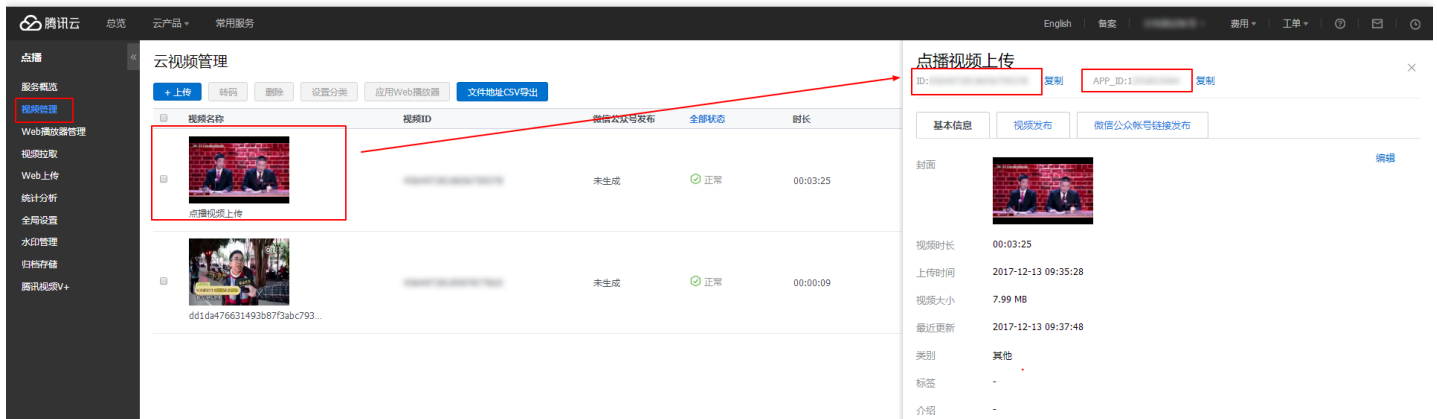 腾讯云 总览 云产品 常用服务 English 备案 费用 工单
点播
服务概览
视频管理
Web播放器管理
视频拉取
Web上传
统计分析
全局设置
水印管理
归档存储
腾讯视频V+
云视频管理
+ 上传 转码 删除 设置分类 应用Web播放器 文件地址CSV导出
视频名称 视频ID 微信公众号发布 全部状态 时长
未生成 正常 00:03:25
点播视频上传
未生成 正常 00:00:09
dd1da476631493b87f3abc793...
点播视频上传
ID: 复制 APP_ID:1 复制
基本信息 视频发布 微信公众帐号链接发布
封面 编辑
视频时长 00:03:25
上传时间 2017-12-13 09:35:28
视频大小 7.99 MB
最近更新 2017-12-13 09:37:48
类别 其他
标签 -
介绍 -